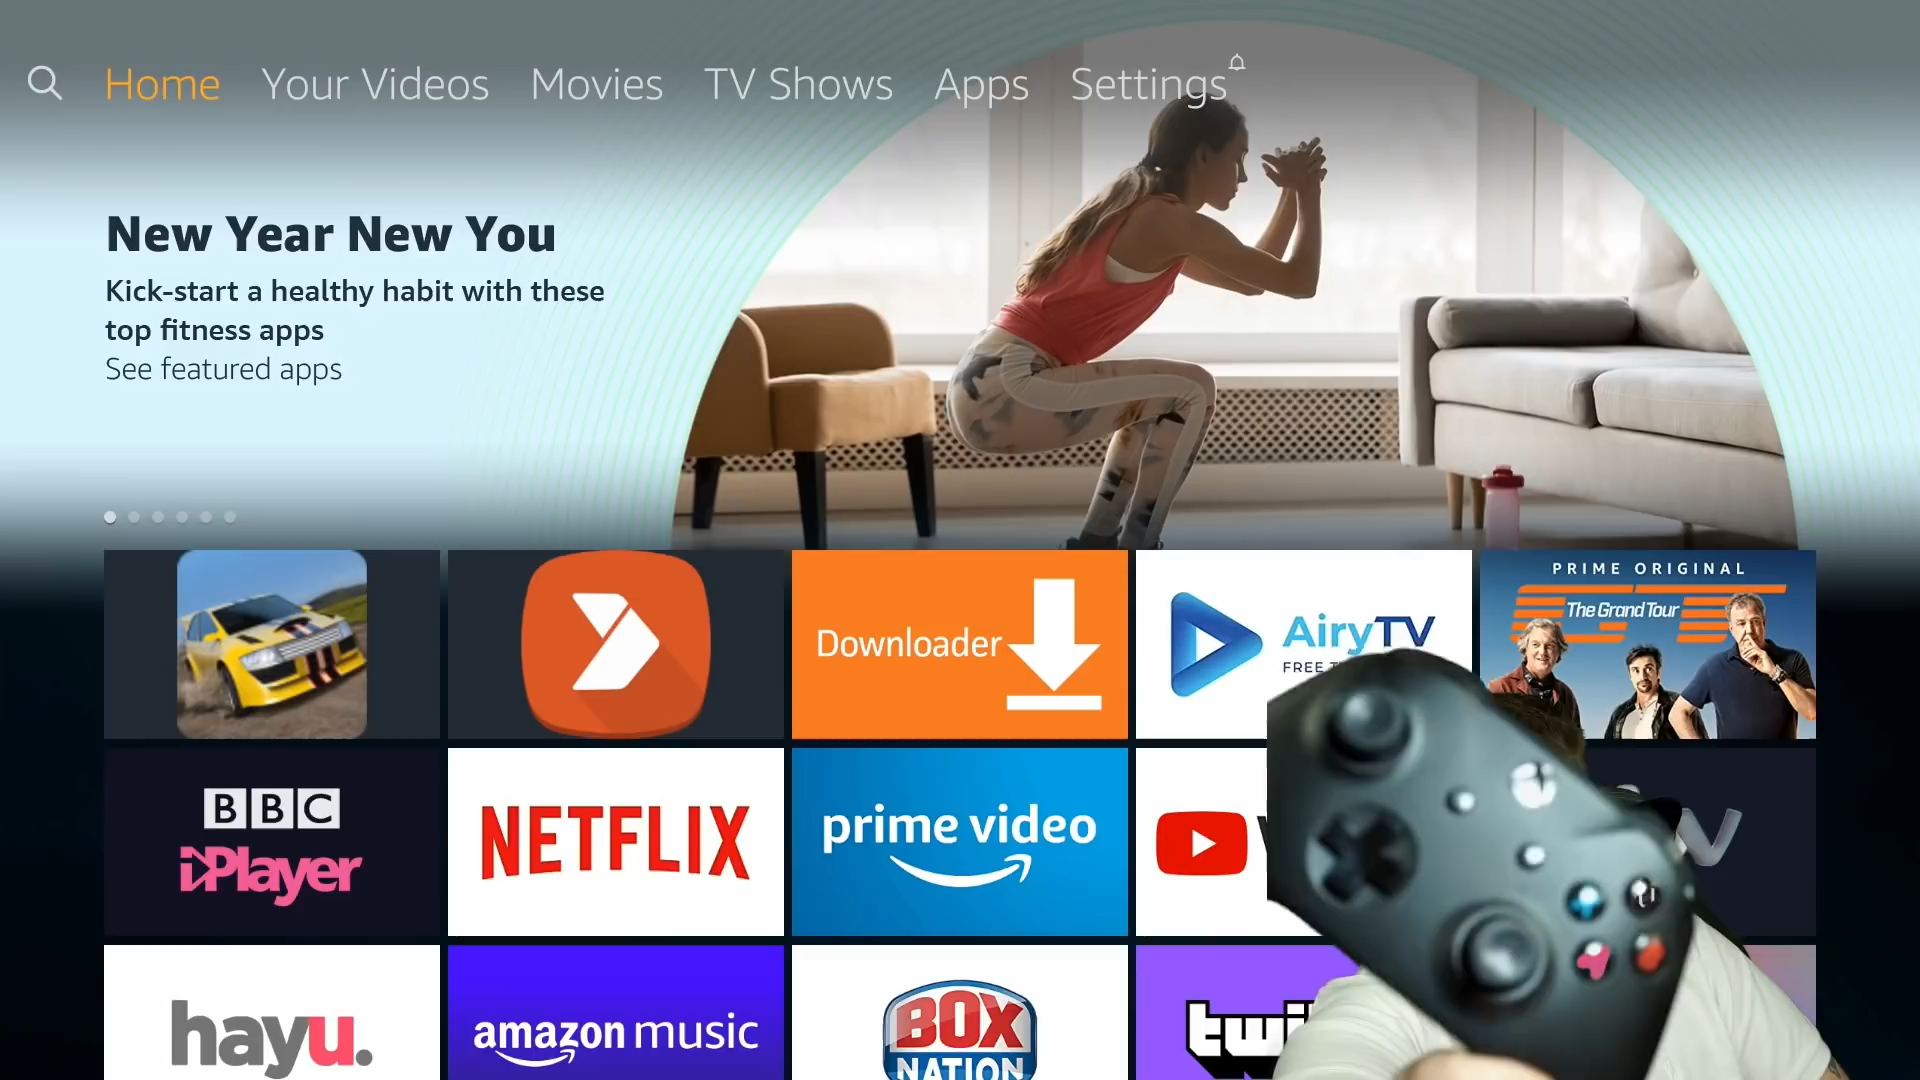 Home Your Videos Movies TV Shows Apps Settings
New Year New You
Kick-start a healthy habit with these
top fitness apps
See featured apps
Downloader
AiryTV
FREE
PRIME ORIGINAL
The Grand Tour
BBC
iPlayer
NETFLIX
prime video
hayu.
amazon music
BOX
NATION